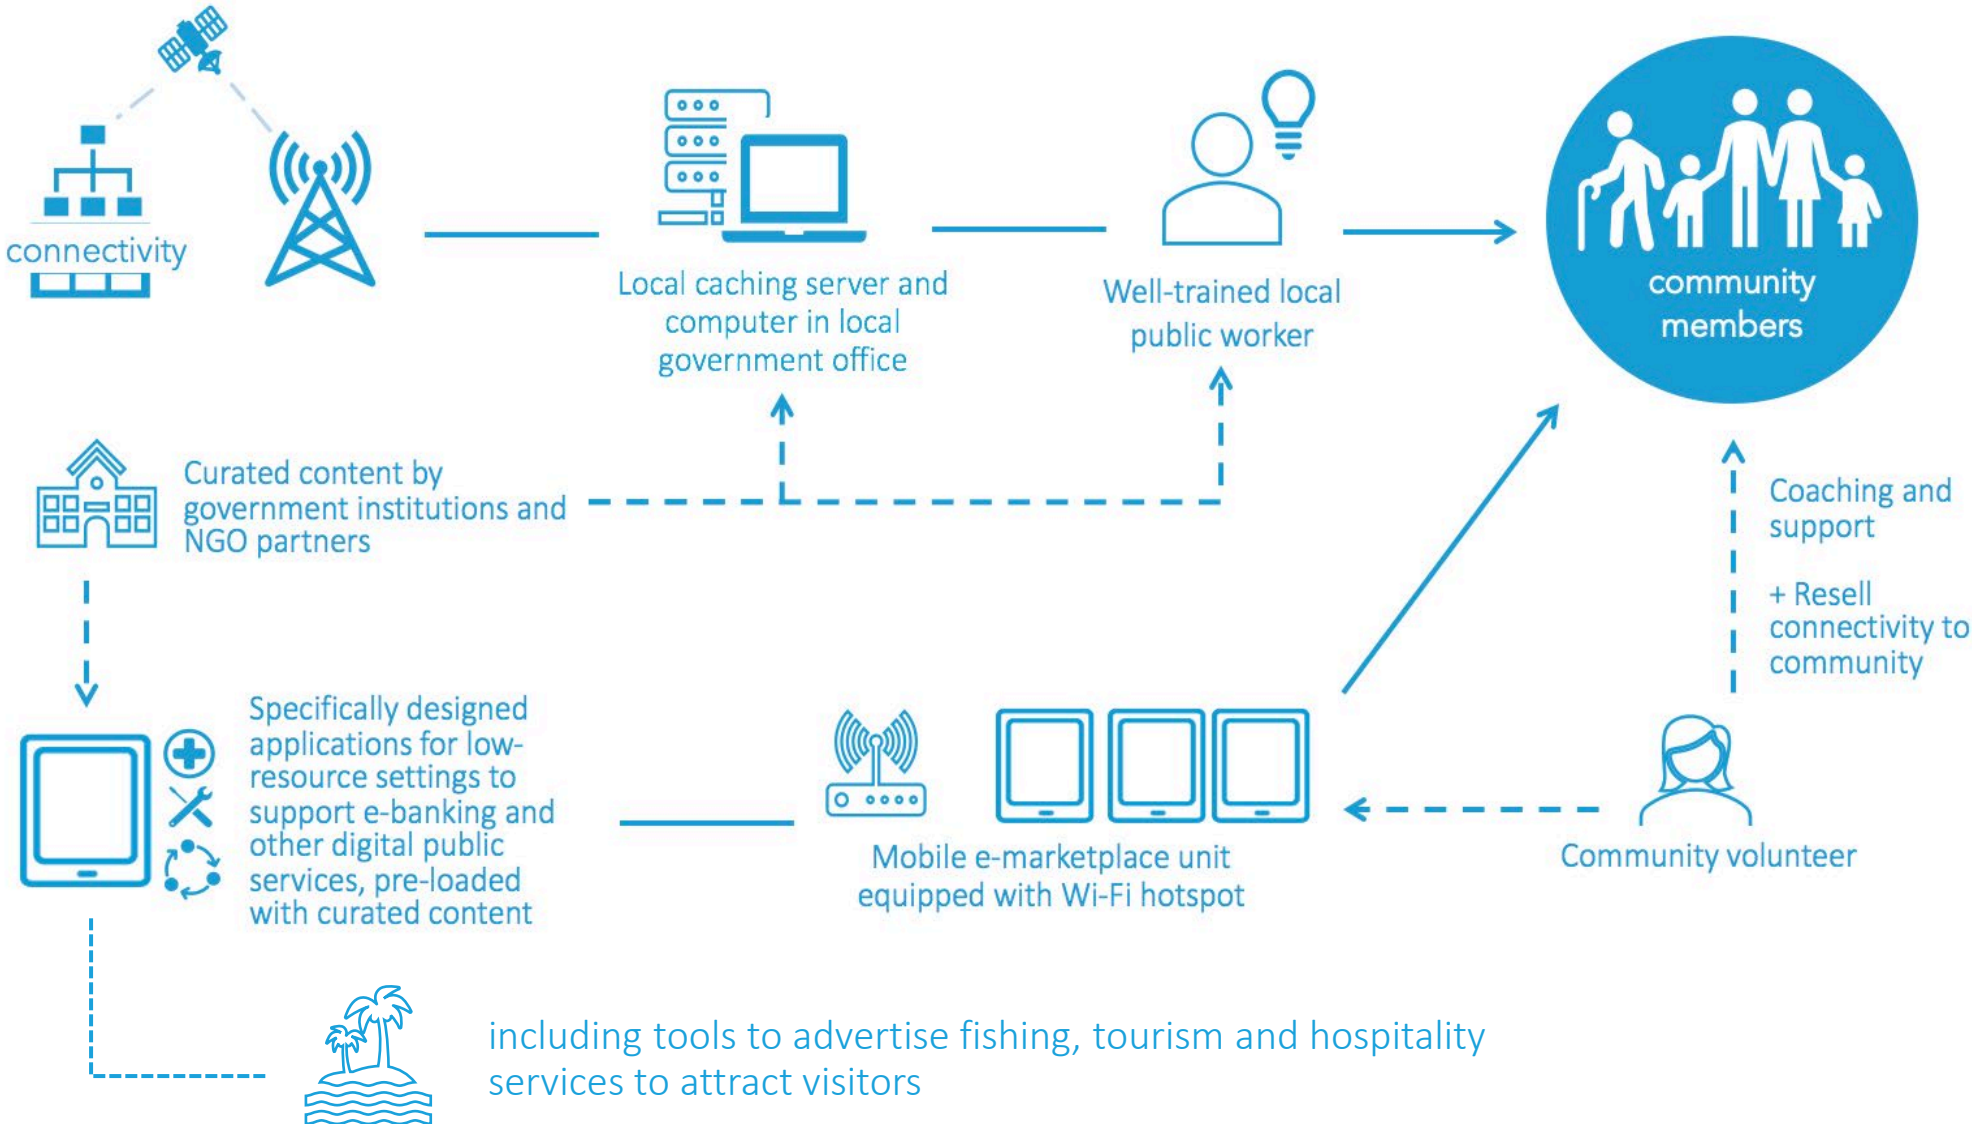 connectivity
Local caching server and
computer in local
government office
Well-trained local
public worker
community
members
Curated content by
government institutions and
NGO partners
Coaching and
support
+ Resell
connectivity to
community
Specifically designed
applications for low-
resource settings to
support e-banking and
other digital public
services, pre-loaded
with curated content
Mobile e-marketplace unit
equipped with Wi-Fi hotspot
Community volunteer
including tools to advertise fishing, tourism and hospitality
services to attract visitors